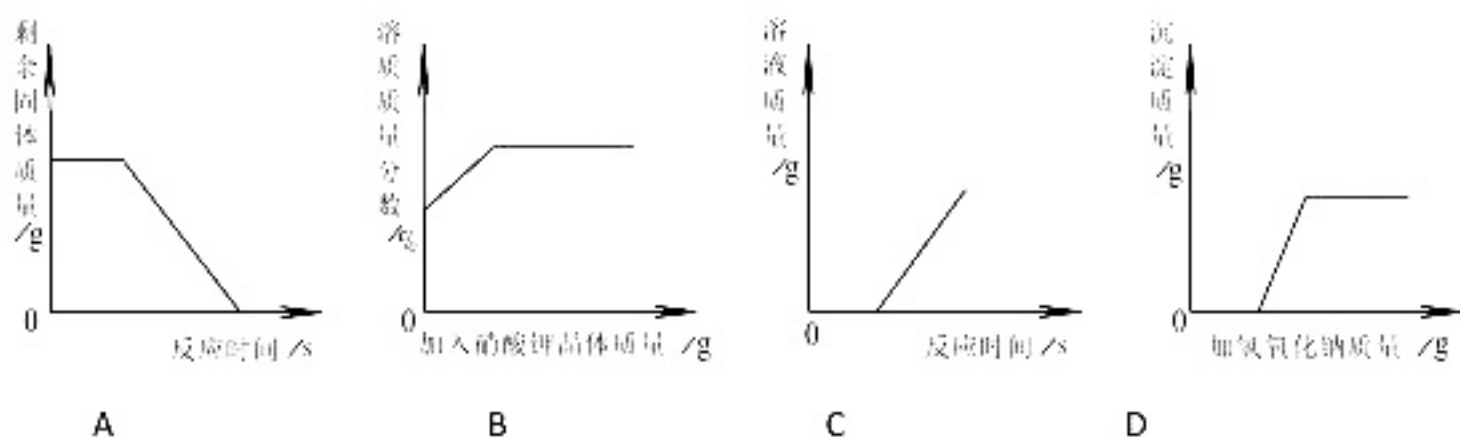 剩余固体质量/g
0
反应时间/s
A
溶质质量分数/%
0
加入硝酸钾晶体质量/g
B
溶液质量/g
0
反应时间/s
C
沉淀质量/g
0
加氢氧化钠质量/g
D